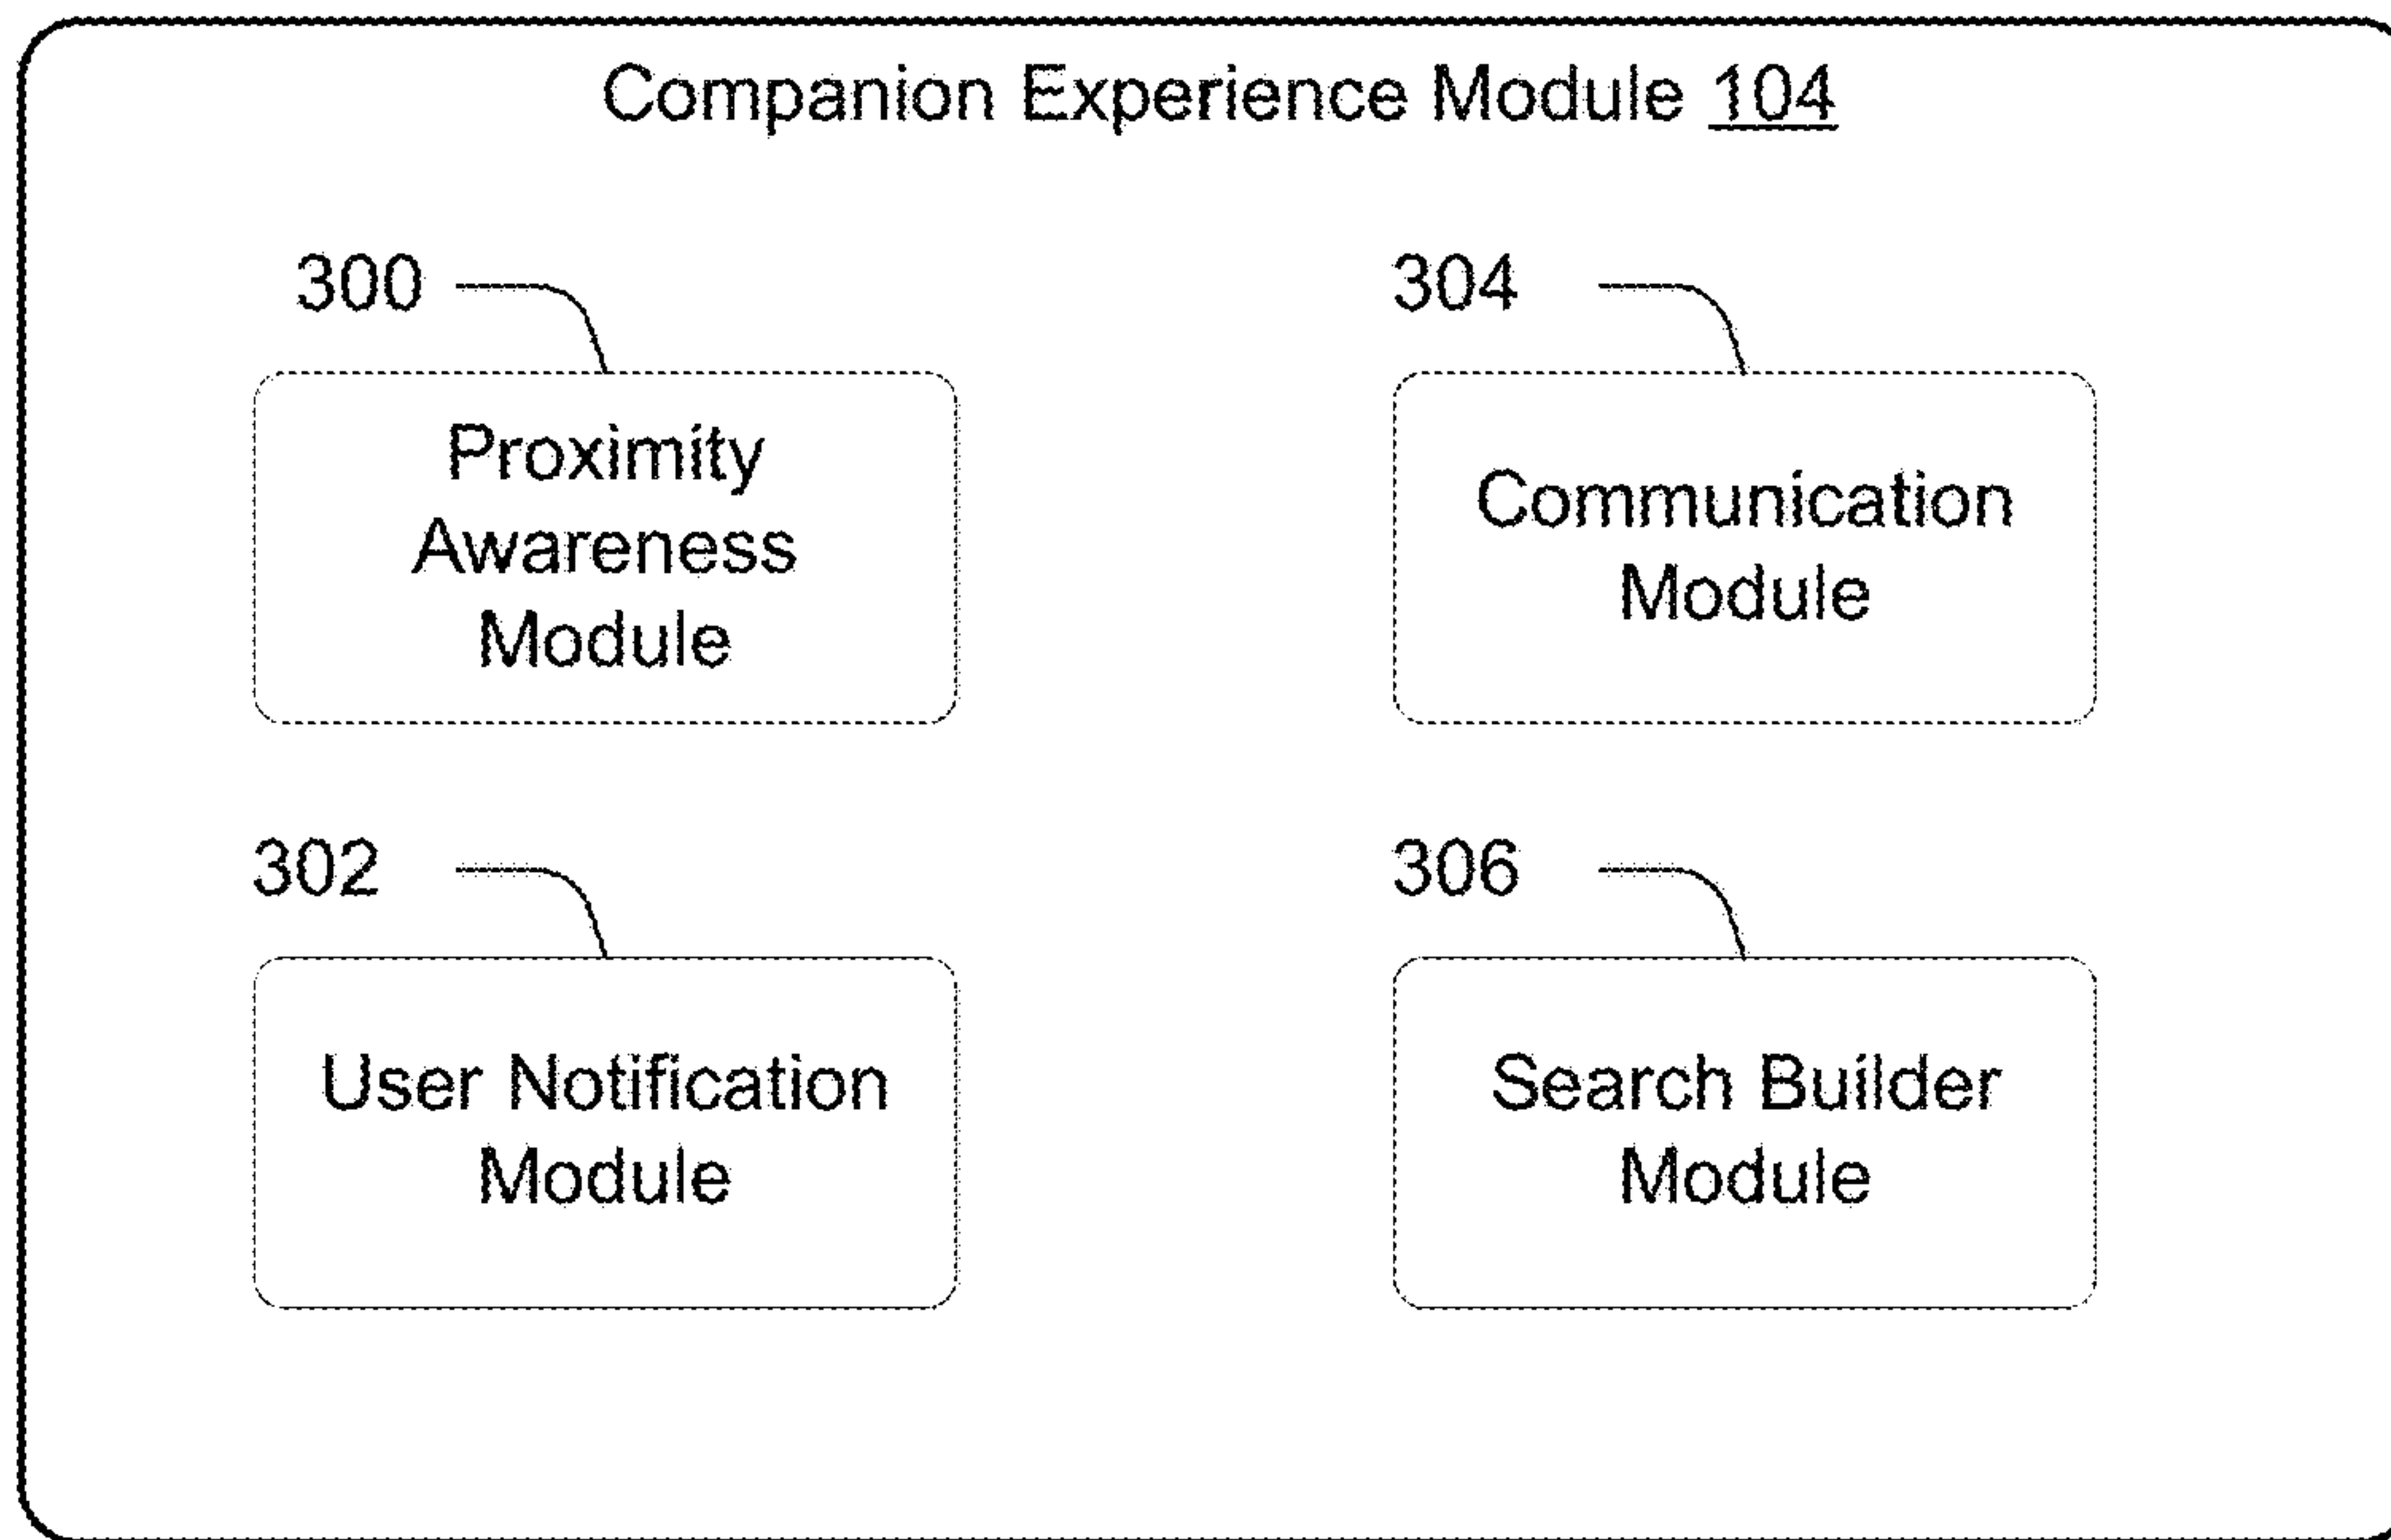 Companion Experience Module 104
300
Proximity
Awareness
Module
304
Communication
Module
302
User Notification
Module
306
Search Builder
Module